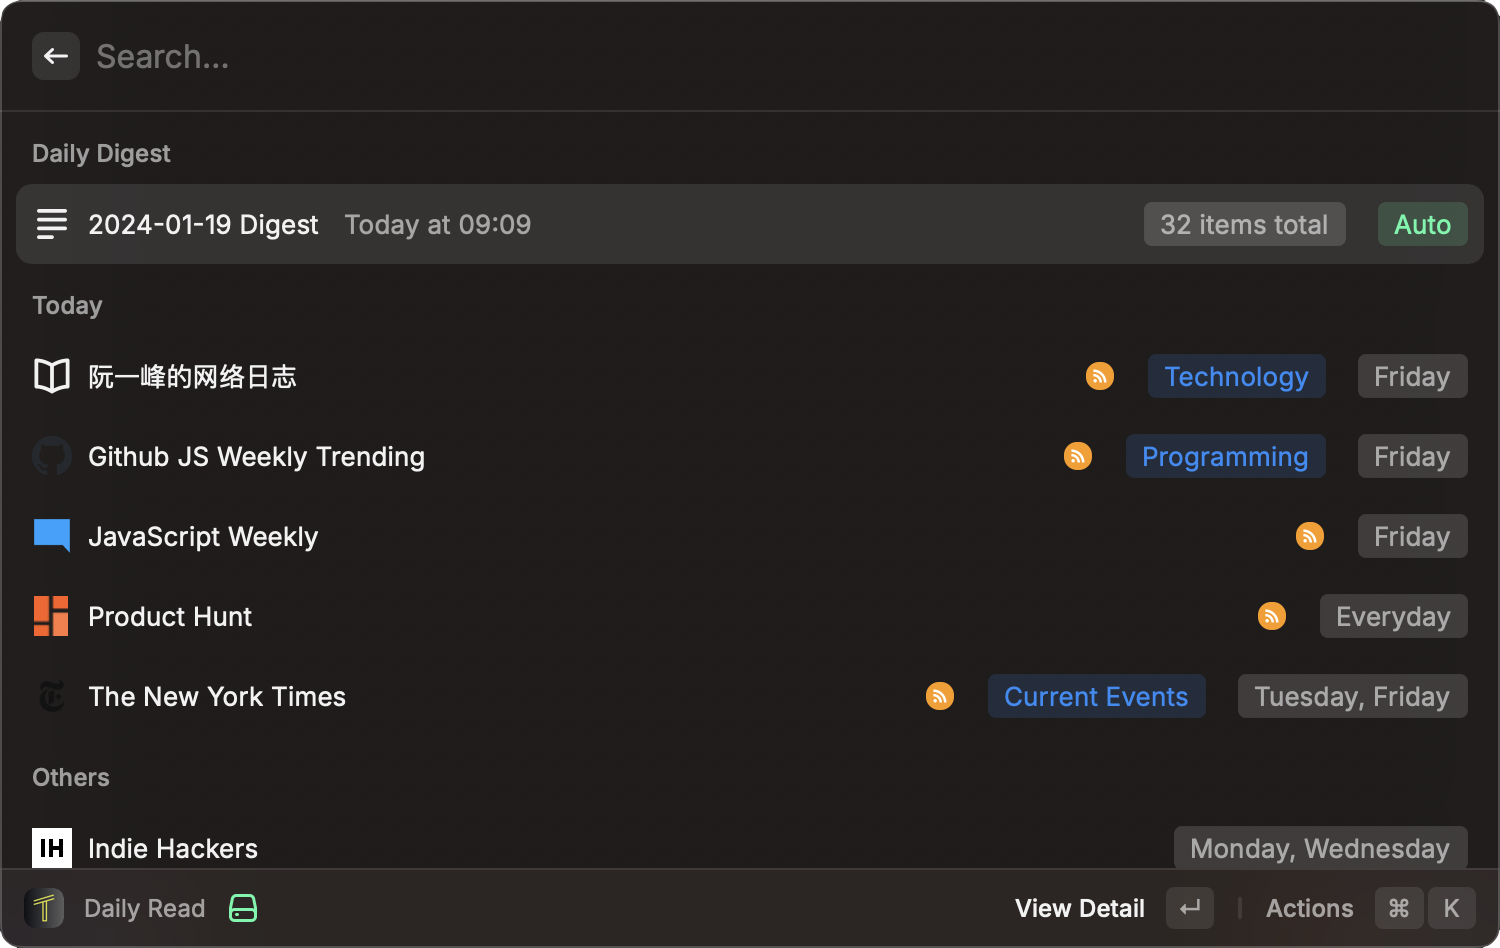 Search...
Daily Digest
2024-01-19 Digest Today at 09:09 32 items total Auto
Today
阮一峰的网络日志 Technology Friday
Github JS Weekly Trending Programming Friday
JavaScript Weekly Friday
Product Hunt Everyday
The New York Times Current Events Tuesday, Friday
Others
IH Indie Hackers Monday, Wednesday
Daily Read View Detail Actions ⌘ K